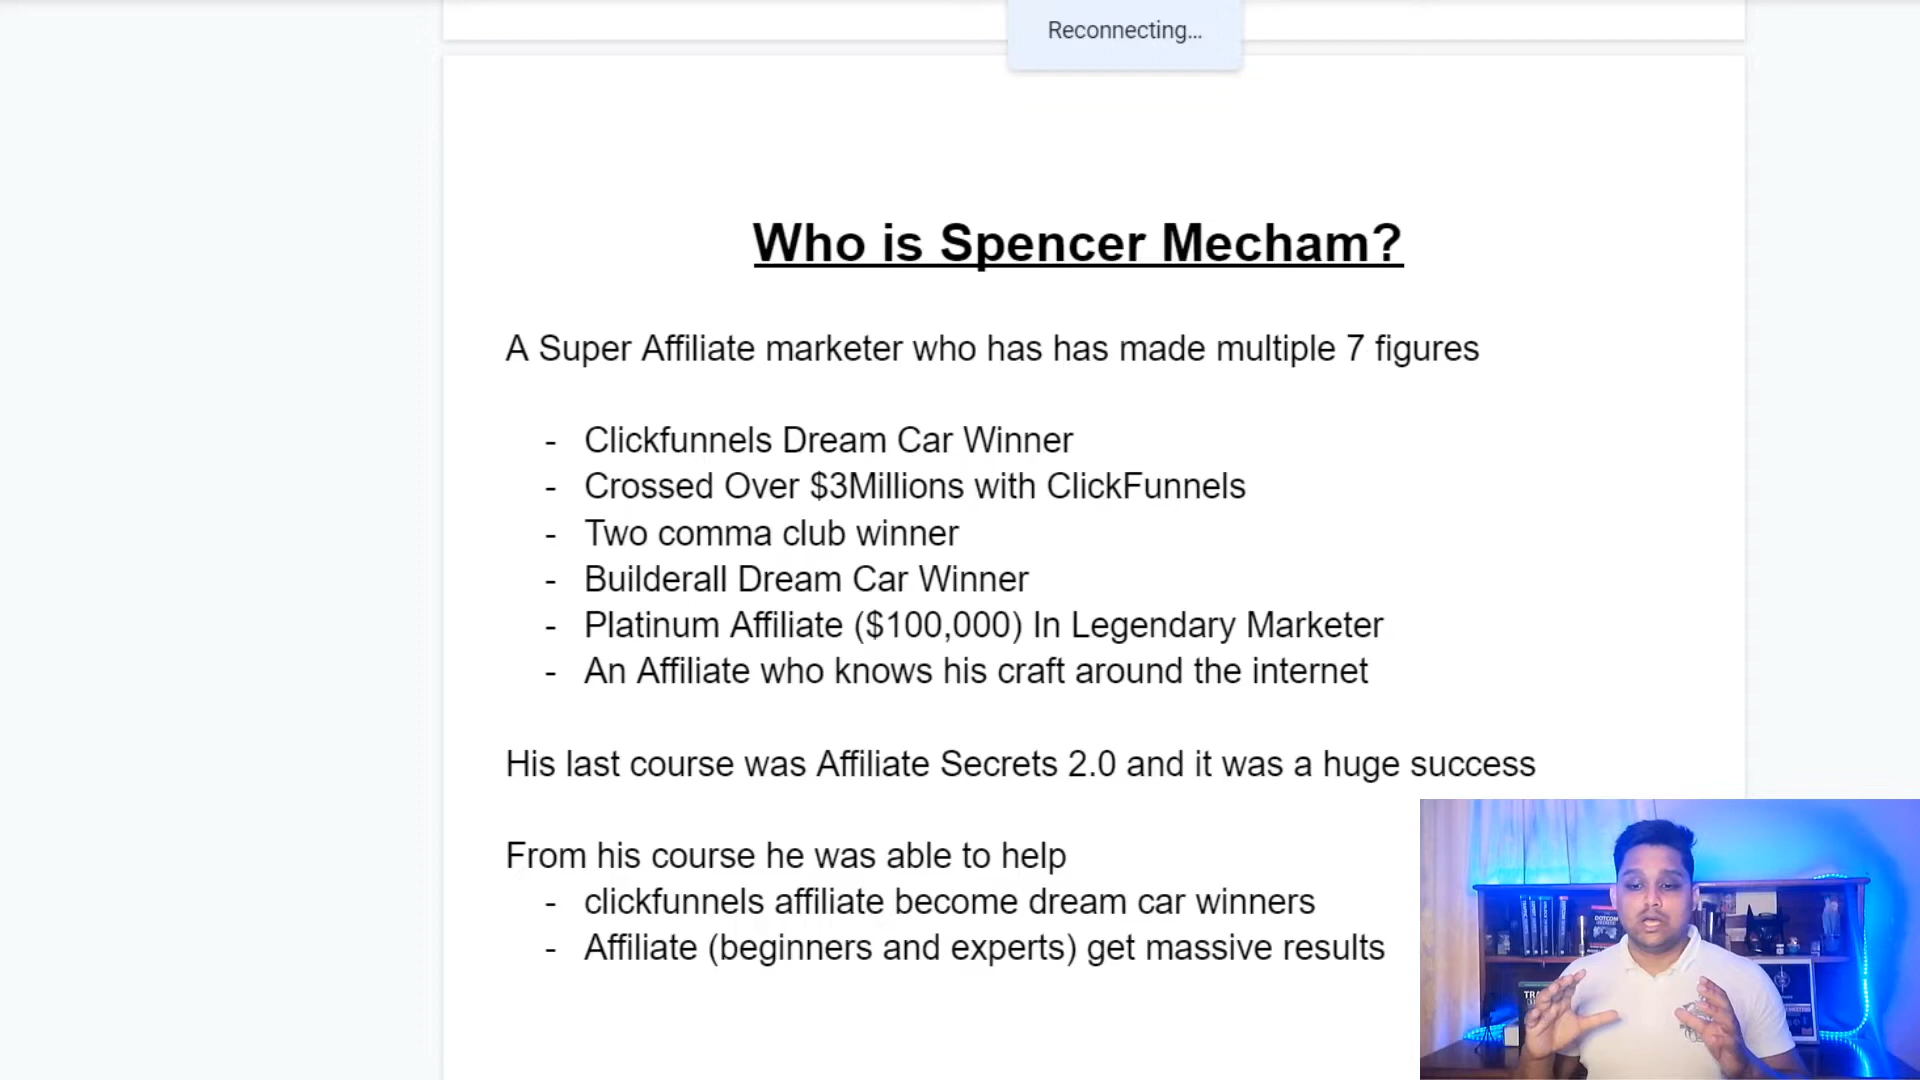 Reconnecting...
Who is Spencer Mecham?
A Super Affiliate marketer who has has made multiple 7 figures
- Clickfunnels Dream Car Winner
- Crossed Over $3Millions with ClickFunnels
- Two comma club winner
- Builderall Dream Car Winner
- Platinum Affiliate ($100,000) In Legendary Marketer
- An Affiliate who knows his craft around the internet
His last course was Affiliate Secrets 2.0 and it was a huge success
From his course he was able to help
- clickfunnels affiliate become dream car winners
- Affiliate (beginners and experts) get massive results
DOTCOM